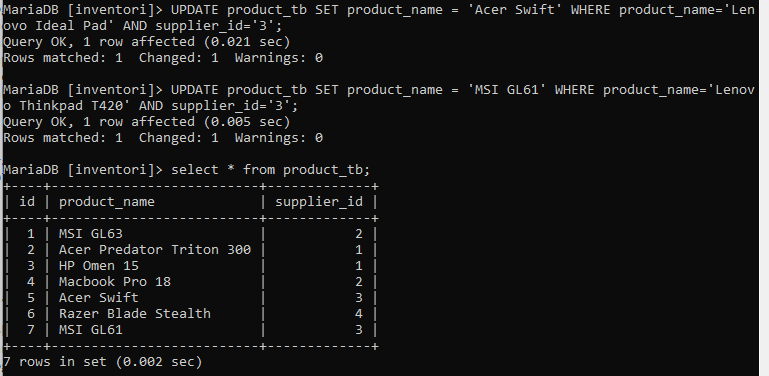 MariaDB [inventori]> UPDATE product_tb SET product_name = 'Acer Swift' WHERE product_name='Len
ovo Ideal Pad' AND supplier_id='3';
Query OK, 1 row affected (0.021 sec)
Rows matched: 1  Changed: 1  Warnings: 0

MariaDB [inventori]> UPDATE product_tb SET product_name = 'MSI GL61' WHERE product_name='Lenov
o Thinkpad T420' AND supplier_id='3';
Query OK, 1 row affected (0.005 sec)
Rows matched: 1  Changed: 1  Warnings: 0

MariaDB [inventori]> select * from product_tb;
+----+---------------------------+-------------+
| id | product_name              | supplier_id |
+----+---------------------------+-------------+
|  1 | MSI GL63                  |           2 |
|  2 | Acer Predator Triton 300  |           1 |
|  3 | HP Omen 15                |           1 |
|  4 | Macbook Pro 18            |           2 |
|  5 | Acer Swift                |           3 |
|  6 | Razer Blade Stealth       |           4 |
|  7 | MSI GL61                  |           3 |
+----+---------------------------+-------------+
7 rows in set (0.002 sec)